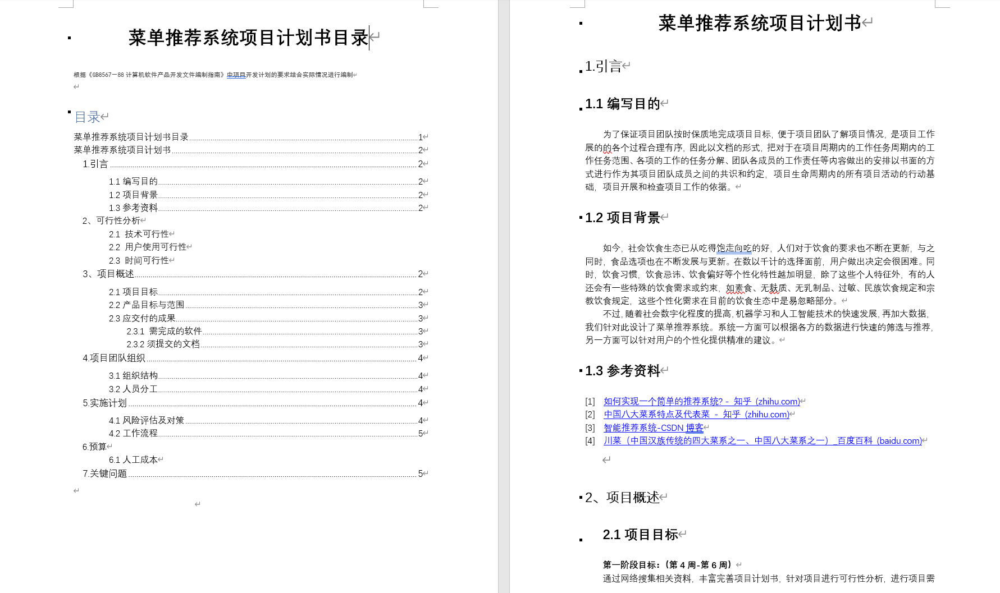 菜单推荐系统项目计划书目录
根据《GB8567－88 计算机软件产品开发文件编制指南》中项目开发计划的要求结合实际情况进行编制
目录
菜单推荐系统项目计划书目录 1
菜单推荐系统项目计划书 2
1.引言 2
1.1 编写目的 2
1.2 项目背景 2
1.3 参考资料 2
2、可行性分析
2.1 技术可行性
2.2 用户使用可行性
2.3 时间可行性
3、项目概述 2
2.1 项目目标 2
2.2 产品目标与范围 3
2.3 应交付的成果 3
2.3.1 需完成的软件 3
2.3.2 须提交的文档 3
4.项目团队组织 4
3.1 组织结构 4
3.2 人员分工 4
5.实施计划 4
4.1 风险评估及对策 4
4.2 工作流程 5
6.预算
6.1 人工成本
7.关键问题 5
菜单推荐系统项目计划书
1.引言
1.1 编写目的
为了保证项目团队按时保质地完成项目目标，便于项目团队了解项目情况，是项目工作
展的的各个过程合理有序，因此以文档的形式，把对于在项目周期内的工作任务周期内的工
作任务范围、各项的工作的任务分解、团队各成员的工作责任等内容做出的安排以书面的方
式进行作为其项目团队成员之间的共识和约定，项目生命周期内的所有项目活动的行动基
础，项目开展和检查项目工作的依据。
1.2 项目背景
如今，社会饮食生态已从吃得饱走向吃的好，人们对于饮食的要求也不断在更新，与之
同时，食品选项也在不断发展与更新。在数以千计的选择面前，用户做出决定会很困难。同
时，饮食习惯，饮食忌讳、饮食偏好等个性化特性越加明显，除了这些个人特征外，有的人
还会有一些特殊的饮食需求或约束，如素食、无麸质、无乳制品、过敏、民族饮食规定和宗
教饮食规定，这些个性化需求在目前的饮食生态中是易忽略部分。
不过，随着社会数字化程度的提高，机器学习和人工智能技术的快速发展，再加大数据，
我们针对此设计了菜单推荐系统。系统一方面可以根据各方的数据进行快速的筛选与推荐，
另一方面可以针对用户的个性化提供精准的建议。
1.3 参考资料
[1] 如何实现一个简单的推荐系统? - 知乎 (zhihu.com)
[2] 中国八大菜系特点及代表菜 - 知乎 (zhihu.com)
[3] 智能推荐系统-CSDN 博客
[4] 川菜（中国汉族传统的四大菜系之一、中国八大菜系之一）_百度百科 (baidu.com)
2、项目概述
2.1 项目目标
第一阶段目标：（第 4 周-第 6 周）
通过网络搜集相关资料，丰富完善项目计划书，针对项目进行可行性分析，进行项目需